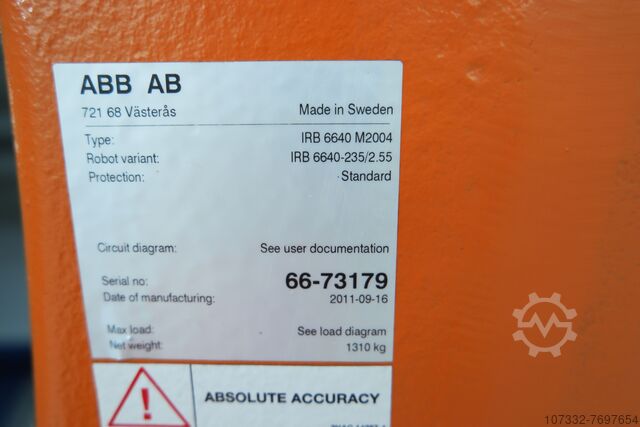 ABB AB
721 68 Västerås Made in Sweden
Type: IRB 6640 M2004
Robot variant: IRB 6640-235/2.55
Protection: Standard
Circuit diagram: See user documentation
Serial no: 66-73179
Date of manufacturing: 2011-09-16
Max load: See load diagram
Net weight: 1310 kg
ABSOLUTE ACCURACY
107332-7697654